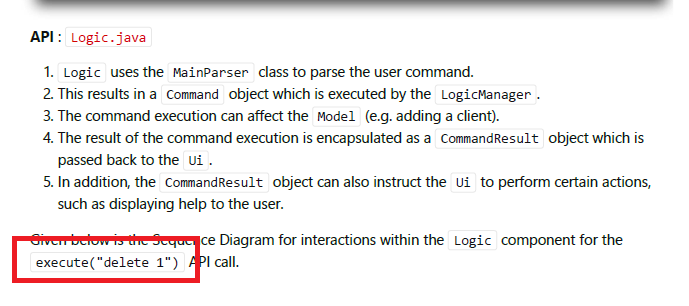 API : Logic.java
1. Logic uses the MainParser class to parse the user command.
2. This results in a Command object which is executed by the LogicManager .
3. The command execution can affect the Model (e.g. adding a client).
4. The result of the command execution is encapsulated as a CommandResult object which is
passed back to the Ui .
5. In addition, the CommandResult object can also instruct the Ui to perform certain actions,
such as displaying help to the user.
Given below is the Sequence Diagram for interactions within the Logic component for the
execute("delete 1") API call.